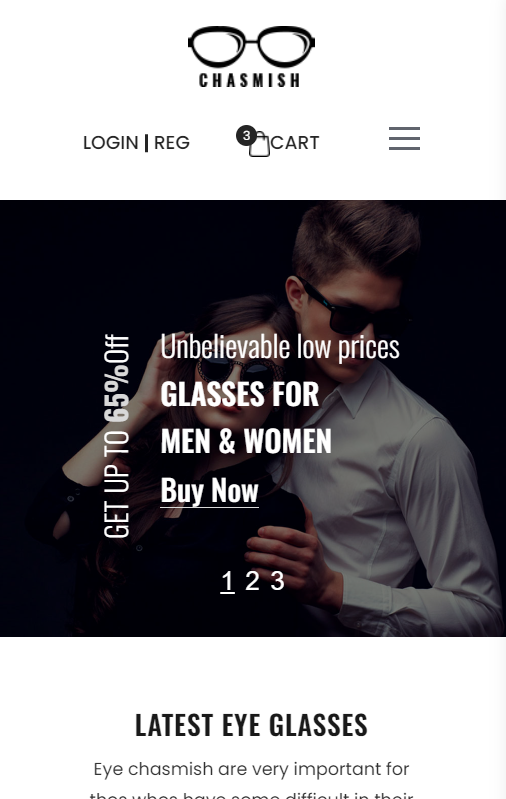 CHASMISH
LOGIN | REG
3
CART
GET UP TO 65%Off
Unbelievable low prices
GLASSES FOR
MEN & WOMEN
Buy Now
1 2 3
LATEST EYE GLASSES
Eye chasmish are very important for
thos whos have some difficult in their